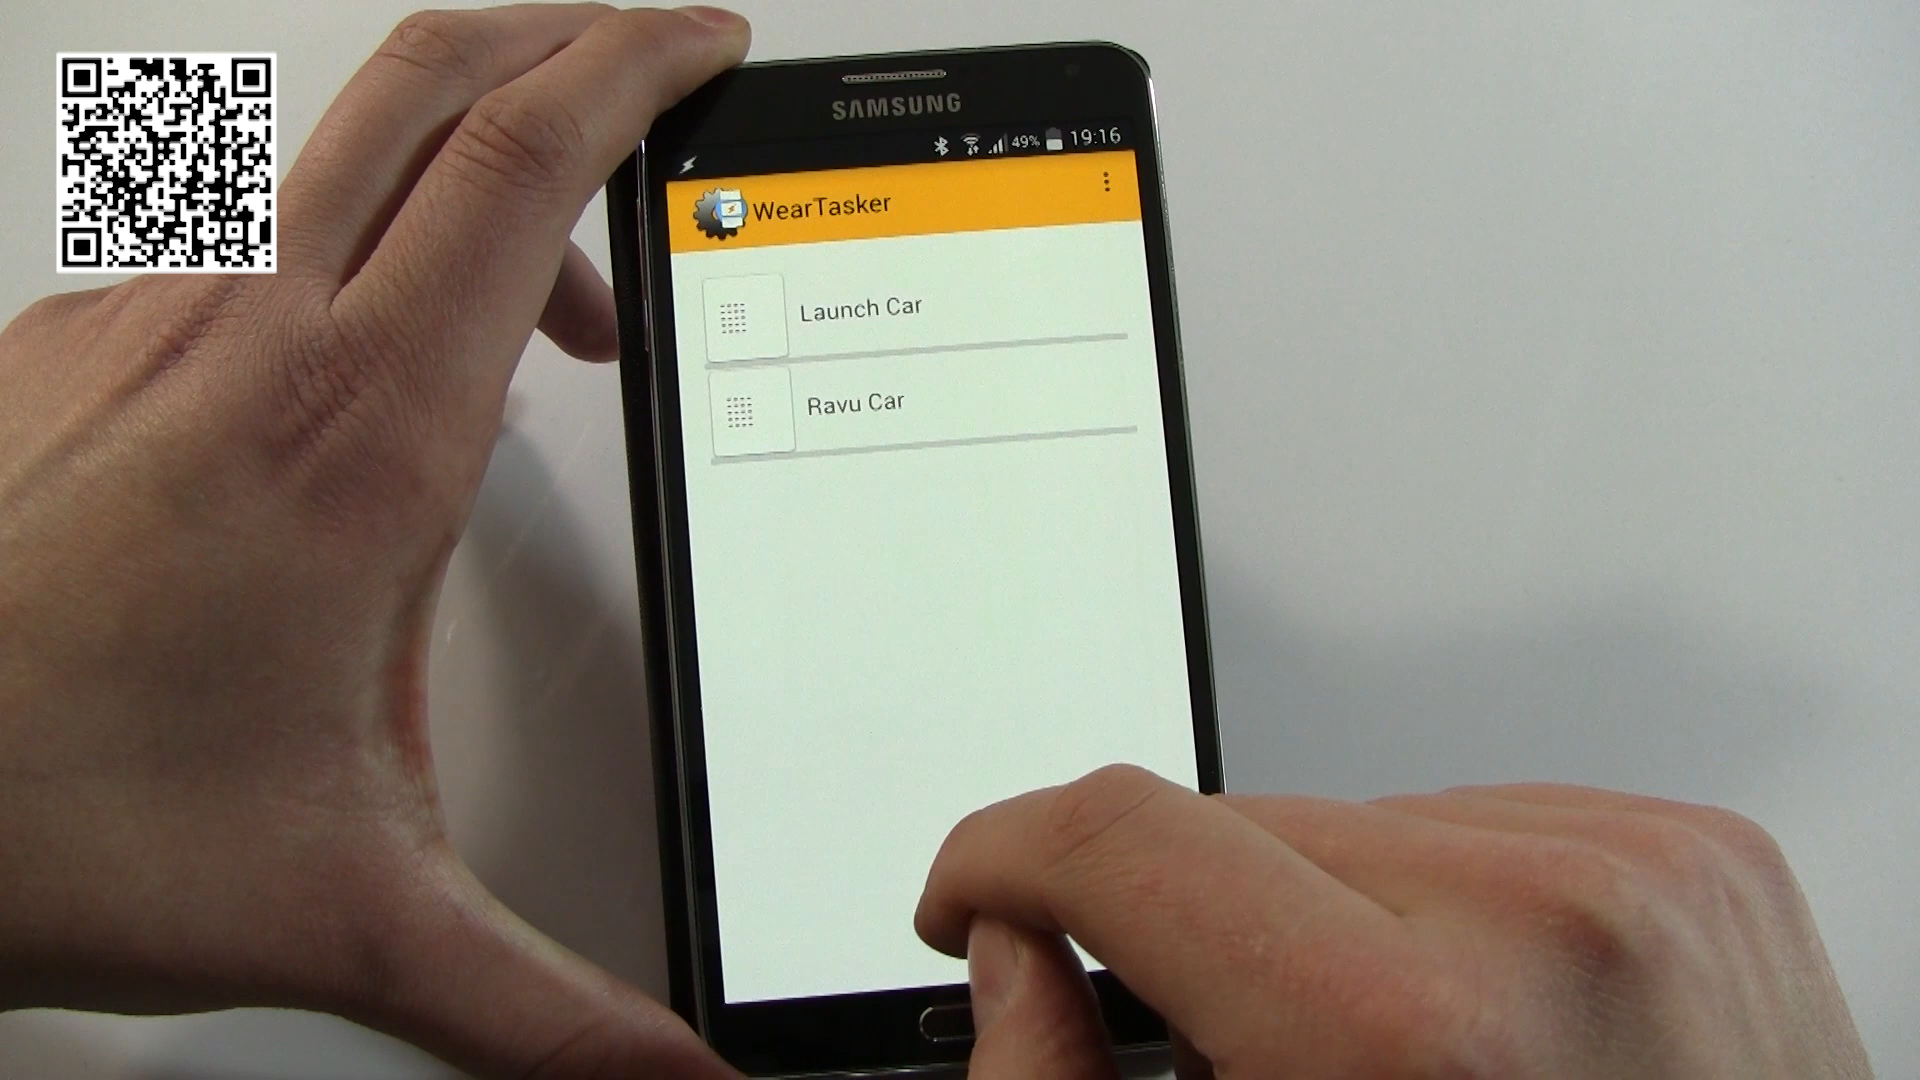 SAMSUNG
49% 19:16
WearTasker
Launch Car
Ravu Car